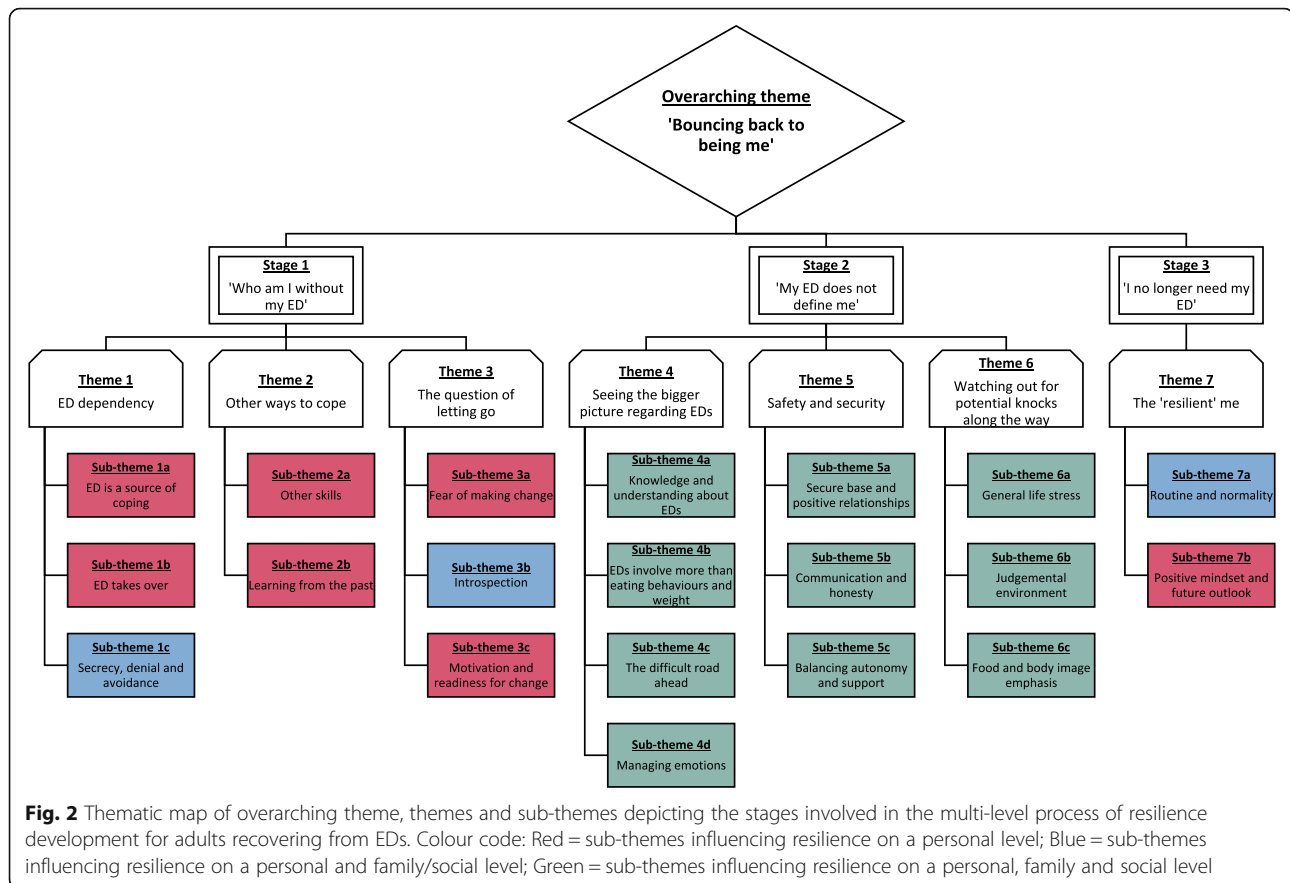 Overarching theme
'Bouncing back to
being me'
Stage 1
'Who am I without
my ED'
Stage 2
'My ED does not
define me'
Stage 3
'I no longer need my
ED'
Theme 1
ED dependency
Theme 2
Other ways to cope
Theme 3
The question of
letting go
Theme 4
Seeing the bigger
picture regarding EDs
Theme 5
Safety and security
Theme 6
Watching out for
potential knocks
along the way
Theme 7
The 'resilient' me
Sub-theme 1a
ED is a source of
coping
Sub-theme 1b
ED takes over
Sub-theme 1c
Secrecy, denial and
avoidance
Sub-theme 2a
Other skills
Sub-theme 2b
Learning from the past
Sub-theme 3a
Fear of making change
Sub-theme 3b
Introspection
Sub-theme 3c
Motivation and
readiness for change
Sub-theme 4a
Knowledge and
understanding about
EDs
Sub-theme 4b
EDs involve more than
eating behaviours and
weight
Sub-theme 4c
The difficult road
ahead
Sub-theme 4d
Managing emotions
Sub-theme 5a
Secure base and
positive relationships
Sub-theme 5b
Communication and
honesty
Sub-theme 5c
Balancing autonomy
and support
Sub-theme 6a
General life stress
Sub-theme 6b
Judgemental
environment
Sub-theme 6c
Food and body image
emphasis
Sub-theme 7a
Routine and normality
Sub-theme 7b
Positive mindset and
future outlook
Fig. 2 Thematic map of overarching theme, themes and sub-themes depicting the stages involved in the multi-level process of resilience
development for adults recovering from EDs. Colour code: Red = sub-themes influencing resilience on a personal level; Blue = sub-themes
influencing resilience on a personal and family/social level; Green = sub-themes influencing resilience on a personal, family and social level